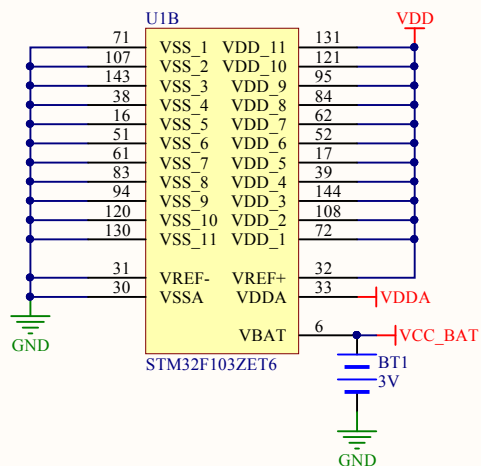 U1B
VDD
71 VSS_1 VDD_11 131
107 VSS_2 VDD_10 121
143 VSS_3 VDD_9 95
38 VSS_4 VDD_8 84
16 VSS_5 VDD_7 62
51 VSS_6 VDD_6 52
61 VSS_7 VDD_5 17
83 VSS_8 VDD_4 39
94 VSS_9 VDD_3 144
120 VSS_10 VDD_2 108
130 VSS_11 VDD_1 72
31 VREF- VREF+ 32
30 VSSA VDDA 33 VDDA
GND
VBAT 6 VCC_BAT
STM32F103ZET6
BT1
3V
GND